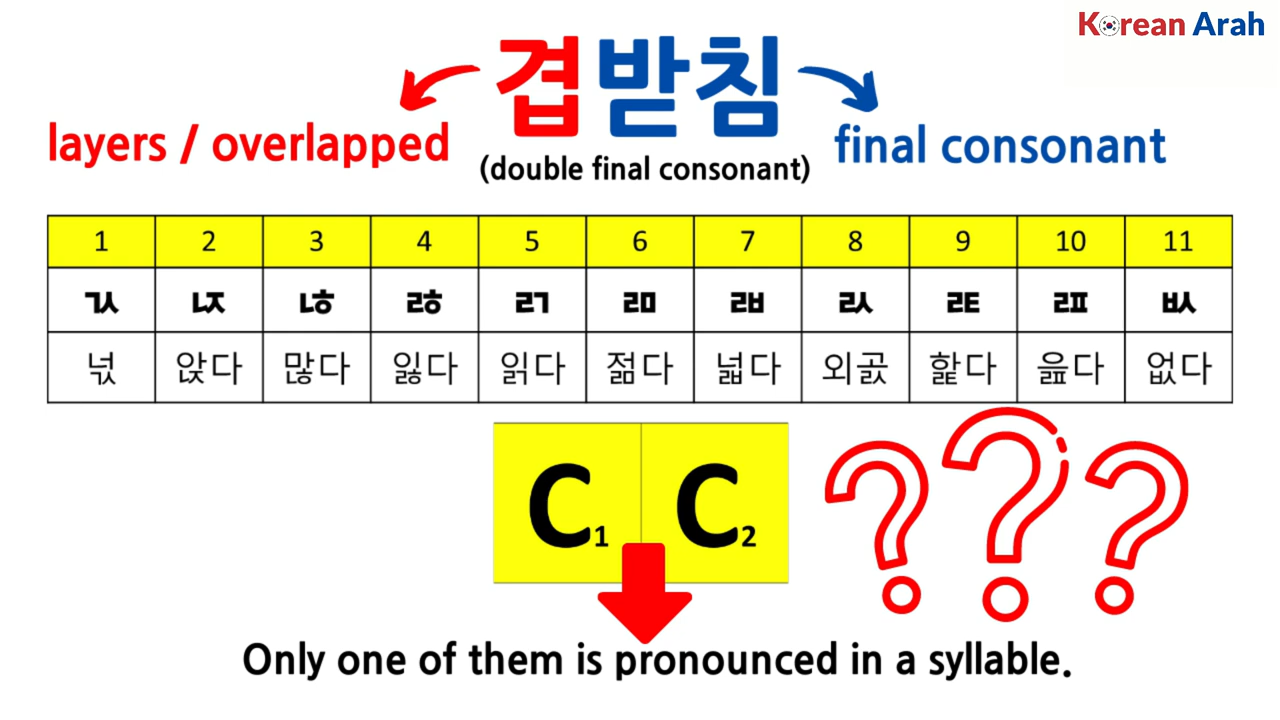 Korean Arah
겹받침
layers / overlapped
(double final consonant)
final consonant
1 2 3 4 5 6 7 8 9 10 11
ㄳ ㄵ ㄶ ㅀ ㄺ ㄻ ㄼ ㄽ ㄾ ㄿ ㅄ
넋 앉다 많다 잃다 읽다 젊다 넓다 외곬 핥다 읊다 없다
C1 C2
???
Only one of them is pronounced in a syllable.